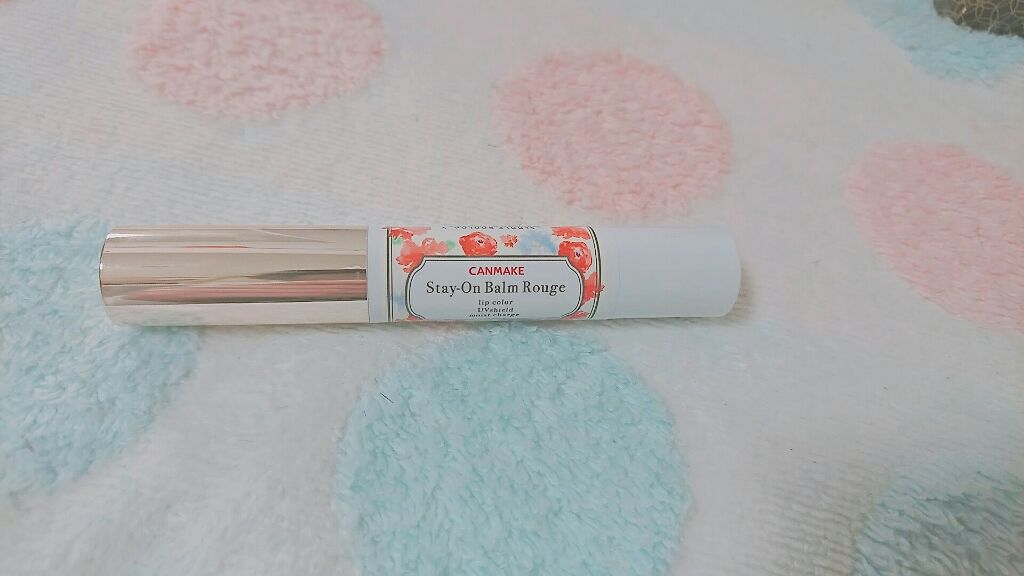 CANMAKE
Stay-On Balm Rouge
lip color
UVshield
moist charge